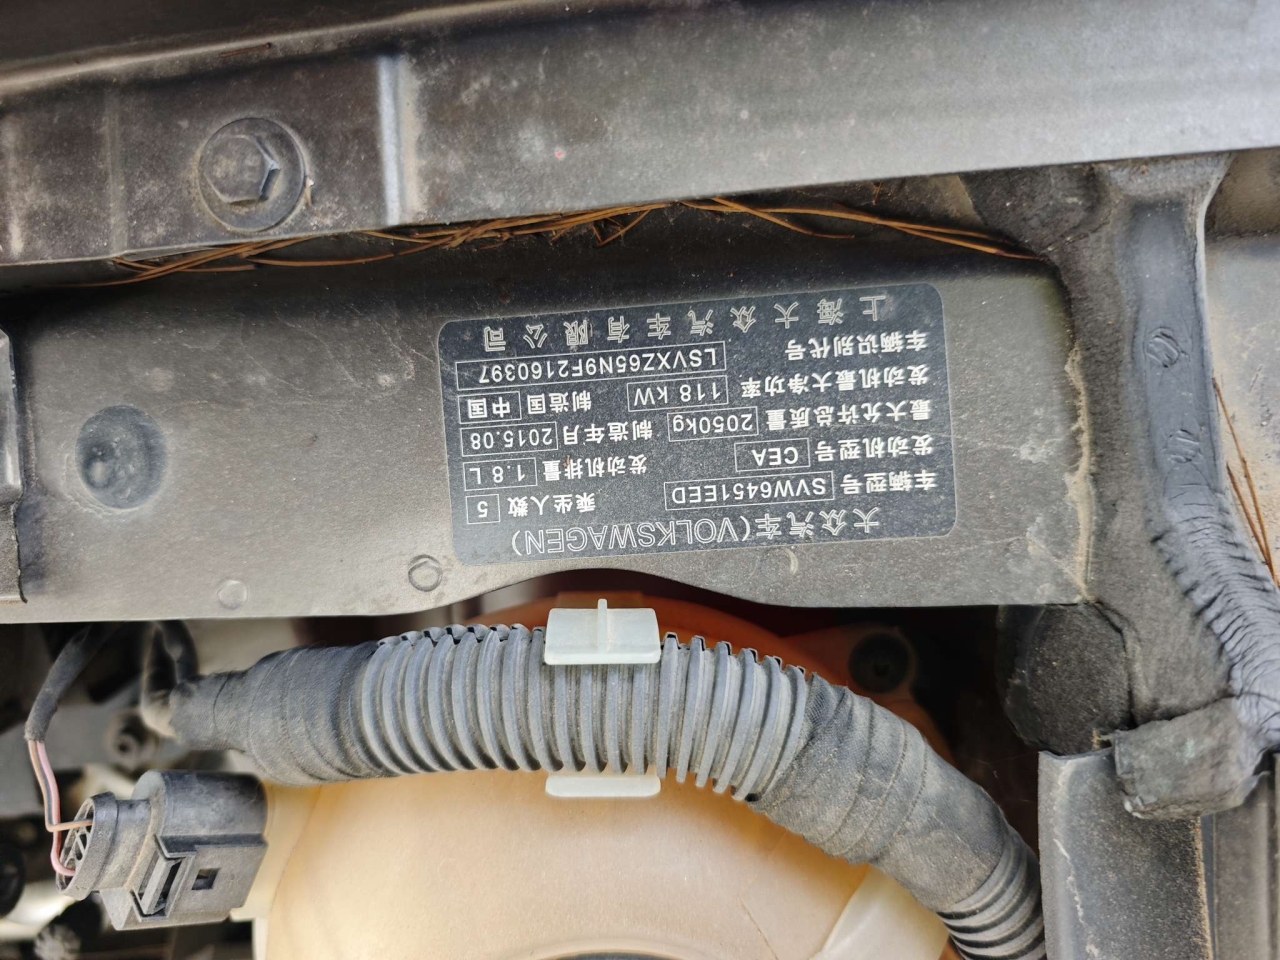 大众汽车(VOLKSWAGEN)
车辆型号 SVW6451EED 乘坐人数 5
发动机型号 CEA 发动机排量 1.8 L
最大允许总质量 2050kg 制造年月 2015.08
发动机最大净功率 118 kW 制造国 中国
车辆识别代号 LSVXZ65N9F2160397
上海大众汽车有限公司